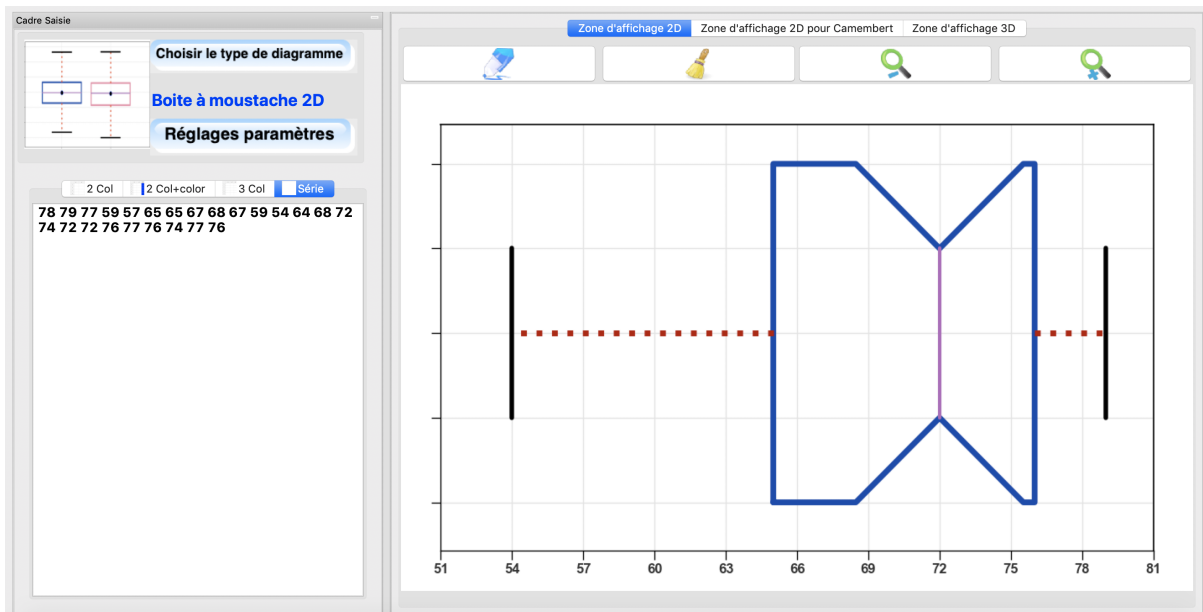 Cadre Saisie
Choisir le type de diagramme
Boite à moustache 2D
Réglages paramètres
2 Col
2 Col+color
3 Col
Série
78 79 77 59 57 65 65 67 68 67 59 54 64 68 72
74 72 72 76 77 76 74 77 76
Zone d'affichage 2D
Zone d'affichage 2D pour Camembert
Zone d'affichage 3D
51 54 57 60 63 66 69 72 75 78 81